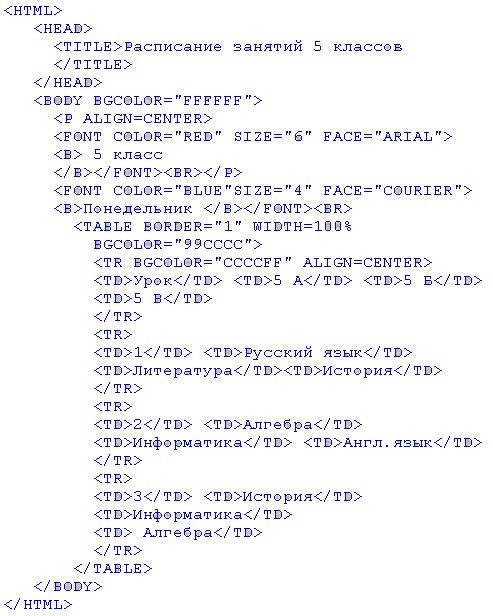 <HTML>
<HEAD>
<TITLE>Расписание занятий 5 классов
</TITLE>
</HEAD>
<BODY BGCOLOR="FFFFFF">
<P ALIGN=CENTER>
<FONT COLOR="RED" SIZE="6" FACE="ARIAL">
<B> 5 класс
</B></FONT><BR></P>
<FONT COLOR="BLUE"SIZE="4" FACE="COURIER">
<B>Понедельник </B></FONT><BR>
<TABLE BORDER="1" WIDTH=100%
BGCOLOR="99CCCC">
<TR BGCOLOR="CCCCFF" ALIGN=CENTER>
<TD>Урок</TD> <TD>5 А</TD> <TD>5 В</TD>
<TD>5 В</TD>
</TR>
<TR>
<TD>1</TD> <TD>Русский язык</TD>
<TD>Литература</TD><TD>История</TD>
</TR>
<TR>
<TD>2</TD> <TD>Алгебра</TD>
<TD>Информатика</TD> <TD>Англ.язык</TD>
</TR>
<TR>
<TD>3</TD> <TD>История</TD>
<TD>Информатика</TD>
<TD> Алгебра</TD>
</TR>
</TABLE>
</BODY>
</HTML>